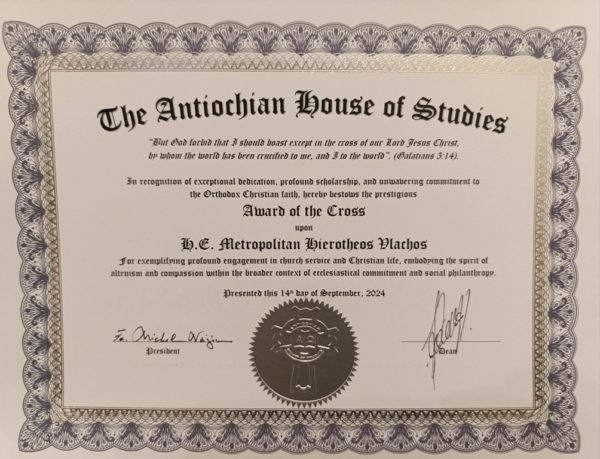 The Antiochian House of Studies
"But God forbid that I should boast except in the cross of our Lord Jesus Christ,
by whom the world has been crucified to me, and I to the world". (Galatians 5:14).
In recognition of exceptional dedication, profound scholarship, and unwavering commitment to
the Orthodox Christian faith, hereby bestows the prestigious
Award of the Cross
upon
H.E. Metropolitan Hierotheos Vlachos
For exemplifying profound engagement in church service and Christian life, embodying the spirit of
altruism and compassion within the broader context of ecclesiastical commitment and social philanthropy.
Presented this 14th day of September, 2024
Fr. Michel Najim
President
Dean